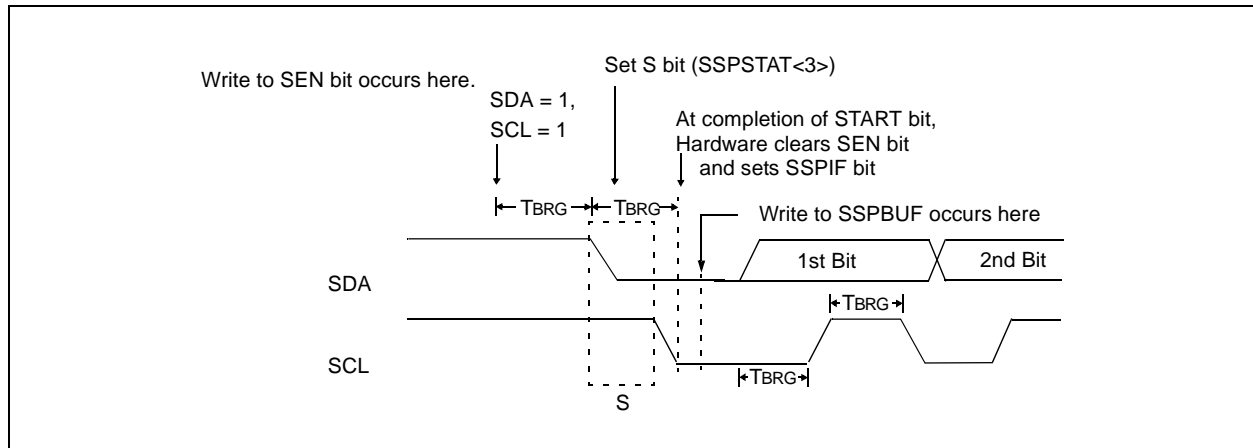 Write to SEN bit occurs here.
Set S bit (SSPSTAT<3>)
SDA = 1,
SCL = 1
At completion of START bit,
Hardware clears SEN bit
and sets SSPIF bit
TBRG
TBRG
Write to SSPBUF occurs here
SDA
1st Bit
2nd Bit
TBRG
SCL
TBRG
S